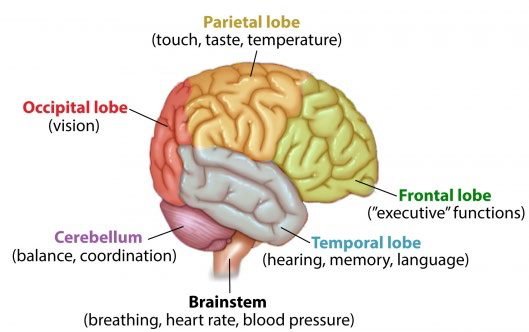 Parietal lobe
(touch, taste, temperature)
Occipital lobe
(vision)
Frontal lobe
(”executive” functions)
Cerebellum
(balance, coordination)
Temporal lobe
(hearing, memory, language)
Brainstem
(breathing, heart rate, blood pressure)